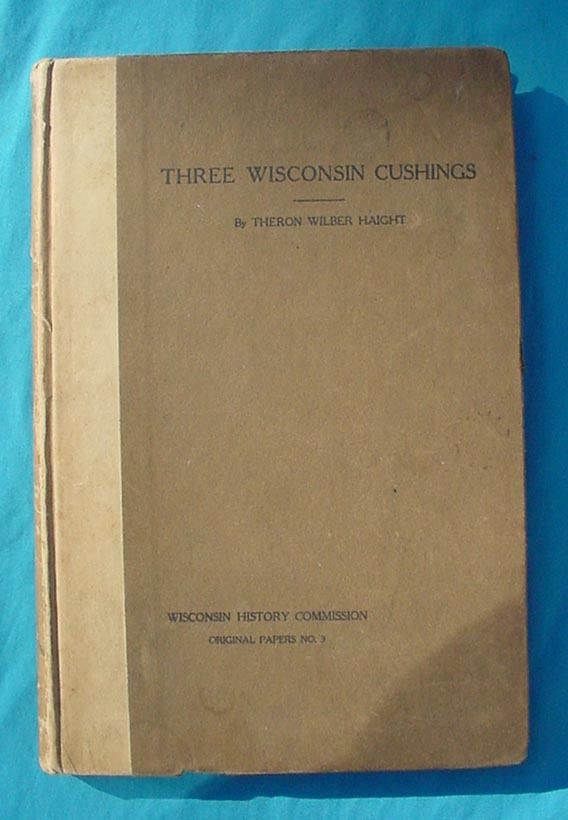 THREE WISCONSIN CUSHINGS
By THERON WILBER HAIGHT
WISCONSIN HISTORY COMMISSION
ORIGINAL PAPERS NO. 3